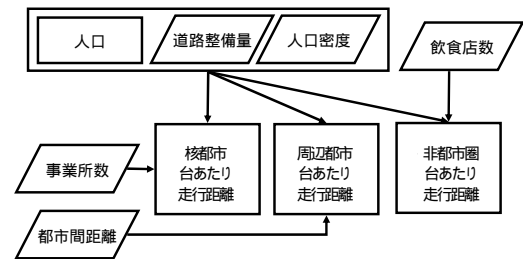 人口
道路整備量
人口密度
飲食店数
核都市
台あたり
走行距離
周辺都市
台あたり
走行距離
非都市圏
台あたり
走行距離
事業所数
都市間距離